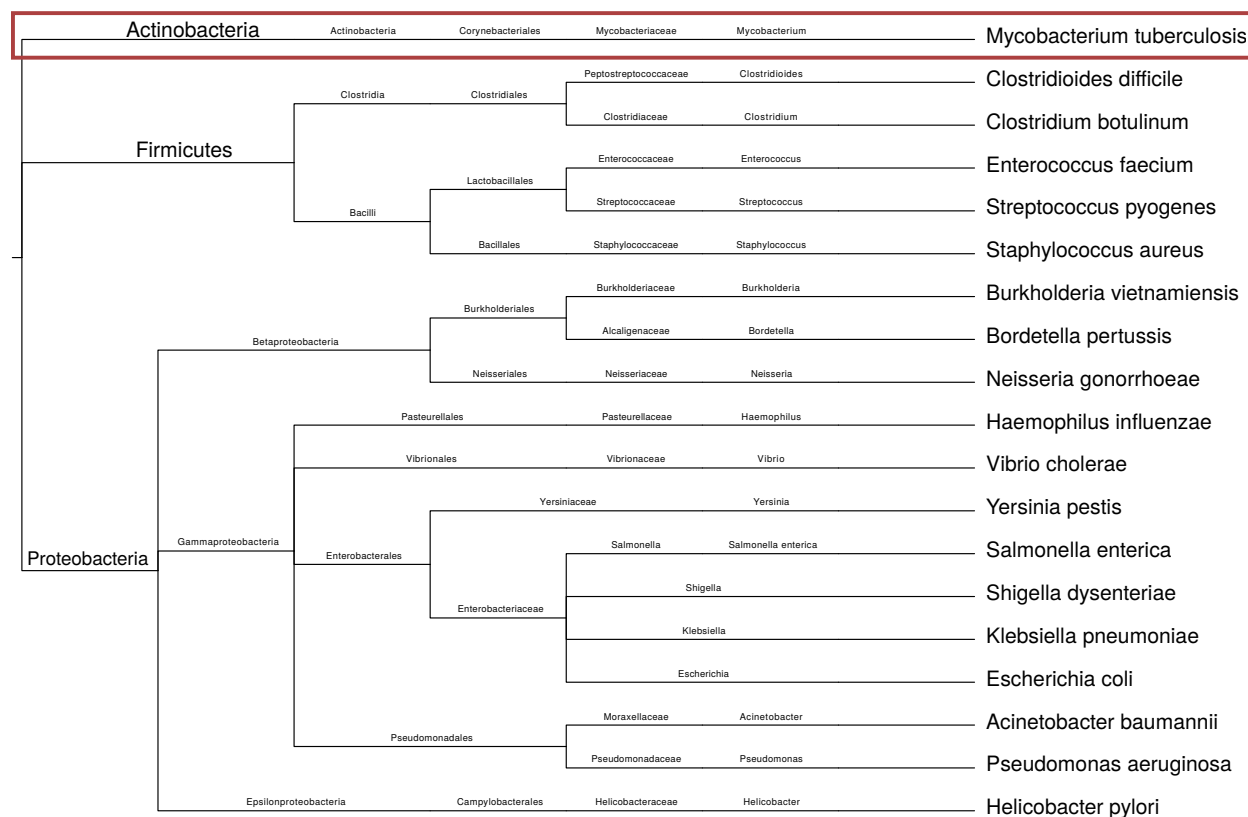 Actinobacteria Actinobacteria Corynebacteriales Mycobacteriaceae Mycobacterium Mycobacterium tuberculosis
Peptostreptococcaceae Clostridioides Clostridioides difficile
Clostridia Clostridiales
Clostridiaceae Clostridium Clostridium botulinum
Firmicutes
Enterococcaceae Enterococcus Enterococcus faecium
Lactobacillales
Streptococcaceae Streptococcus Streptococcus pyogenes
Bacilli
Bacillales Staphylococcaceae Staphylococcus Staphylococcus aureus
Burkholderiaceae Burkholderia Burkholderia vietnamiensis
Burkholderiales
Alcaligenaceae Bordetella Bordetella pertussis
Betaproteobacteria
Neisseriales Neisseriaceae Neisseria Neisseria gonorrhoeae
Pasteurellales Pasteurellaceae Haemophilus Haemophilus influenzae
Vibrionales Vibrionaceae Vibrio Vibrio cholerae
Yersiniaceae Yersinia Yersinia pestis
Proteobacteria Gammaproteobacteria Enterobacterales
Salmonella Salmonella enterica Salmonella enterica
Shigella Shigella dysenteriae
Enterobacteriaceae
Klebsiella Klebsiella pneumoniae
Escherichia Escherichia coli
Moraxellaceae Acinetobacter Acinetobacter baumannii
Pseudomonadales
Pseudomonadaceae Pseudomonas Pseudomonas aeruginosa
Epsilonproteobacteria Campylobacterales Helicobacteraceae Helicobacter Helicobacter pylori